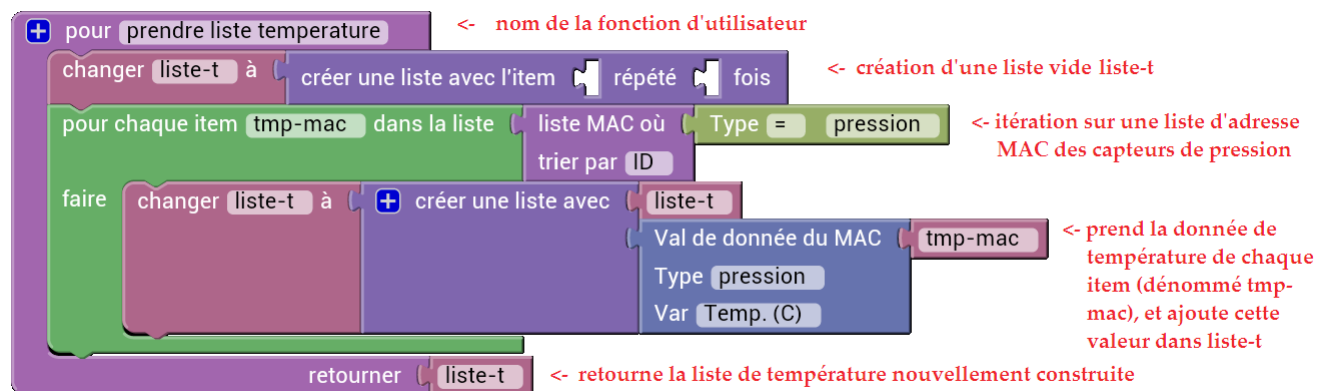 + pour prendre liste temperature <- nom de la fonction d'utilisateur
changer liste-t à créer une liste avec l'item répété fois <- création d'une liste vide liste-t
pour chaque item tmp-mac dans la liste liste MAC où Type = pression
trier par ID
<- itération sur une liste d'adresse
MAC des capteurs de pression
faire changer liste-t à + créer une liste avec liste-t
Val de donnée du MAC tmp-mac
Type pression
Var Temp. (C)
<- prend la donnée de
température de chaque
item (dénommé tmp-
mac), et ajoute cette
valeur dans liste-t
retourner liste-t <- retourne la liste de température nouvellement construite